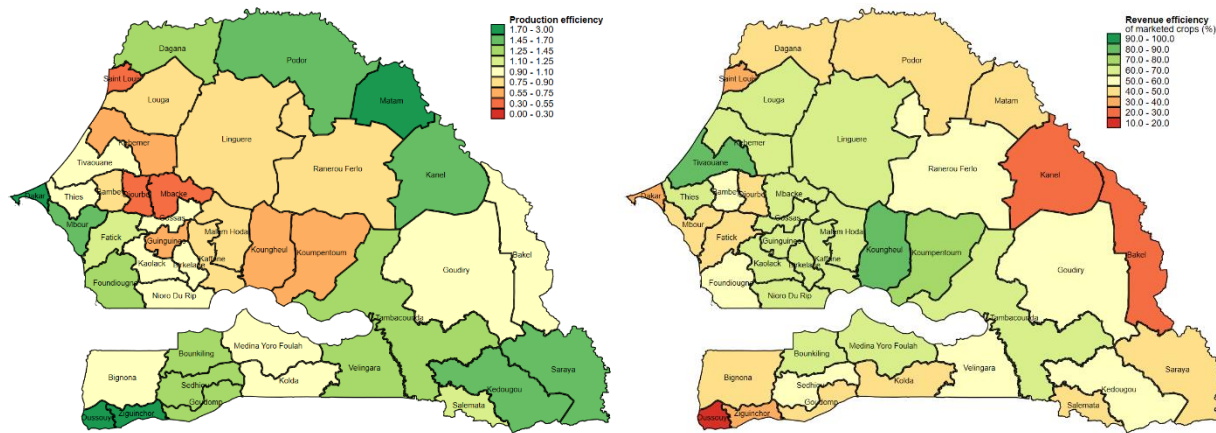 Production efficiency
1.70 - 3.00
1.45 - 1.70
1.25 - 1.45
1.10 - 1.25
0.90 - 1.10
0.75 - 0.90
0.55 - 0.75
0.30 - 0.55
0.00 - 0.30
Dagana
Podor
Saint Loui
Matam
Louga
Linguere
Kebemer
Ranerou Ferlo
Kanel
Tivaouane
Dakar
Thies
Bambey
Diourbel
Mbacke
Mbour
Gossas
Fatick
Guinguineo
Malem Hoda
Koungheul
Koumpentoum
Bakel
Kaolack
Birkelane
Kaffrine
Goudiry
Foundiougne
Nioro Du Rip
Tambacounda
Medina Yoro Foulah
Bounkiling
Velingara
Saraya
Bignona
Sedhiou
Kolda
Kedougou
Goudomp
Salemata
Oussouye
Ziguinchor
Revenue efficiency
of marketed crops (%)
90.0 - 100.0
80.0 - 90.0
70.0 - 80.0
60.0 - 70.0
50.0 - 60.0
40.0 - 50.0
30.0 - 40.0
20.0 - 30.0
10.0 - 20.0
Dagana
Podor
Saint Loui
Matam
Louga
Linguere
Kebemer
Tivaouane
Ranerou Ferlo
Kanel
Dakar
Thies
Bambey
Diourbel
Mbacke
Mbour
Gossas
Fatick
Guinguineo
Malem Hoda
Koungheul
Koumpentoum
Bakel
Kaolack
Birkelane
Kaffrine
Goudiry
Foundiougne
Nioro Du Rip
Tambacounda
Medina Yoro Foulah
Bounkiling
Velingara
Saraya
Bignona
Sedhiou
Kolda
Kedougou
Goudomp
Salemata
Oussouye
Ziguinchor